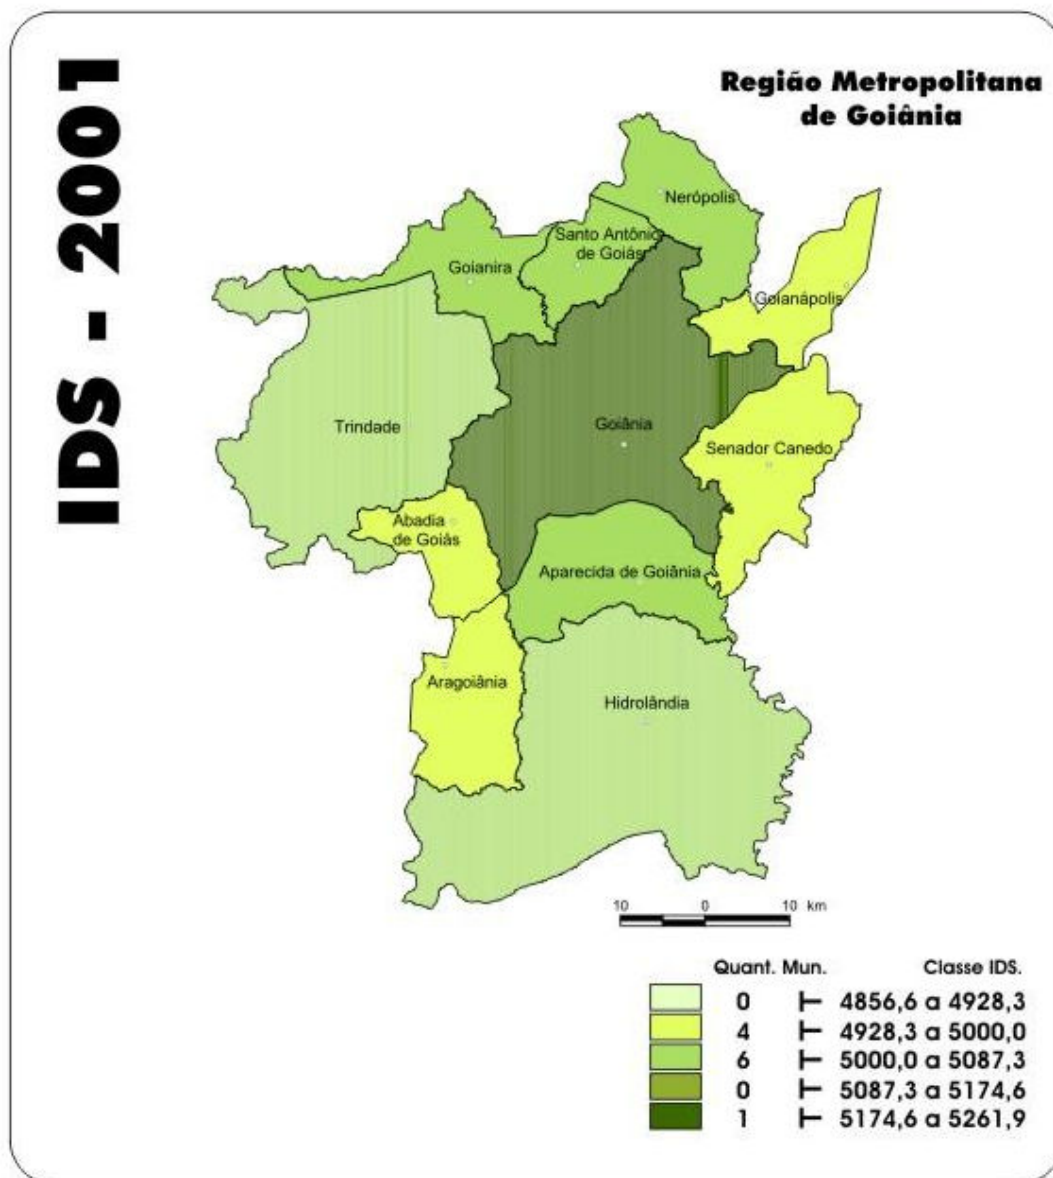 IDS - 2001
Região Metropolitana
de Goiânia
Nerópolis
Santo Antônio
de Goiás
Goianira
Goianápolis
Trindade
Goiânia
Senador Canedo
Abadia
de Goiás
Aparecida de Goiânia
Aragoiânia
Hidrolândia
10 0 10 km
Quant. Mun. Classe IDS.
0 4856,6 a 4928,3
4 4928,3 a 5000,0
6 5000,0 a 5087,3
0 5087,3 a 5174,6
1 5174,6 a 5261,9